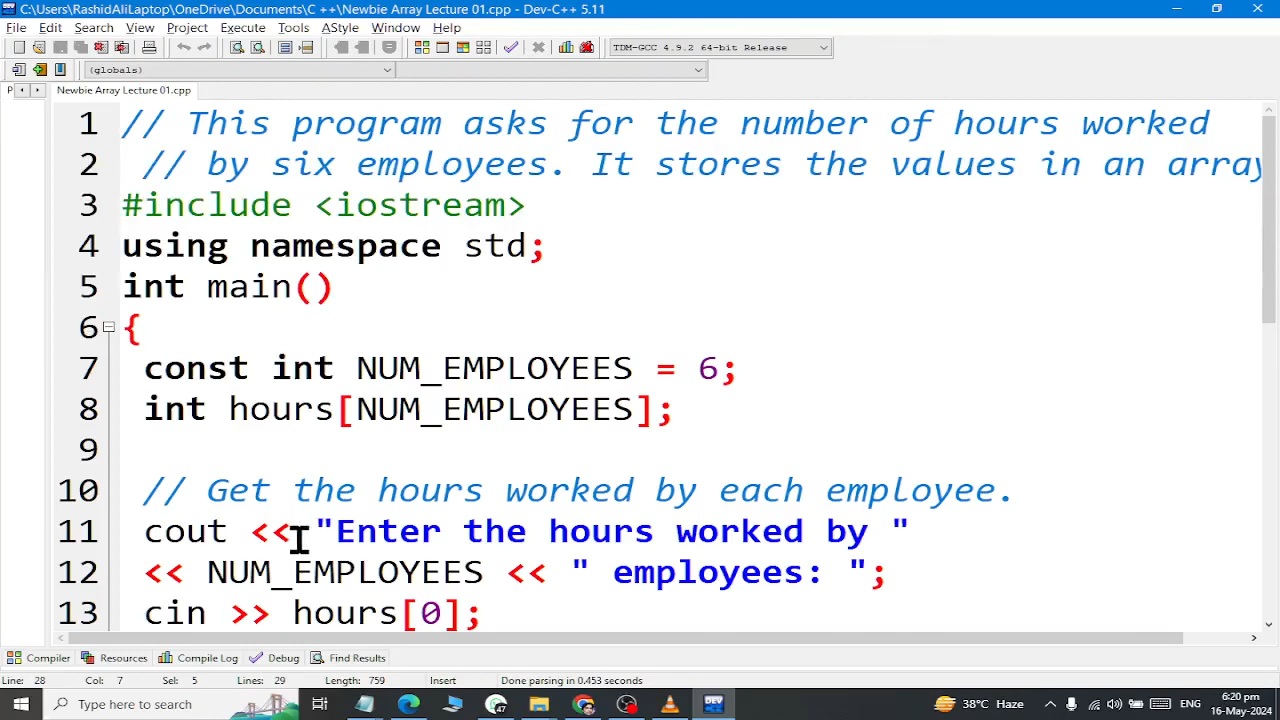 C:\Users\RashidAliLaptop\OneDrive\Documents\C ++\Newbie Array Lecture 01.cpp - Dev-C++ 5.11
File Edit Search View Project Execute Tools AStyle Window Help
TDM-GCC 4.9.2 64-bit Release
(globals)
P Newbie Array Lecture 01.cpp
1 // This program asks for the number of hours worked
2 // by six employees. It stores the values in an array
3 #include <iostream>
4 using namespace std;
5 int main()
6 {
7 const int NUM_EMPLOYEES = 6;
8 int hours[NUM_EMPLOYEES];
9
10 // Get the hours worked by each employee.
11 cout << "Enter the hours worked by "
12 << NUM_EMPLOYEES << " employees: ";
13 cin >> hours[0];
Compiler Resources Compile Log Debug Find Results
Line: 28 Col: 7 Sel: 5 Lines: 29 Length: 759 Insert Done parsing in 0.453 seconds
Type here to search 47 DEV 38°C Haze 6:20 pm
16-May-2024